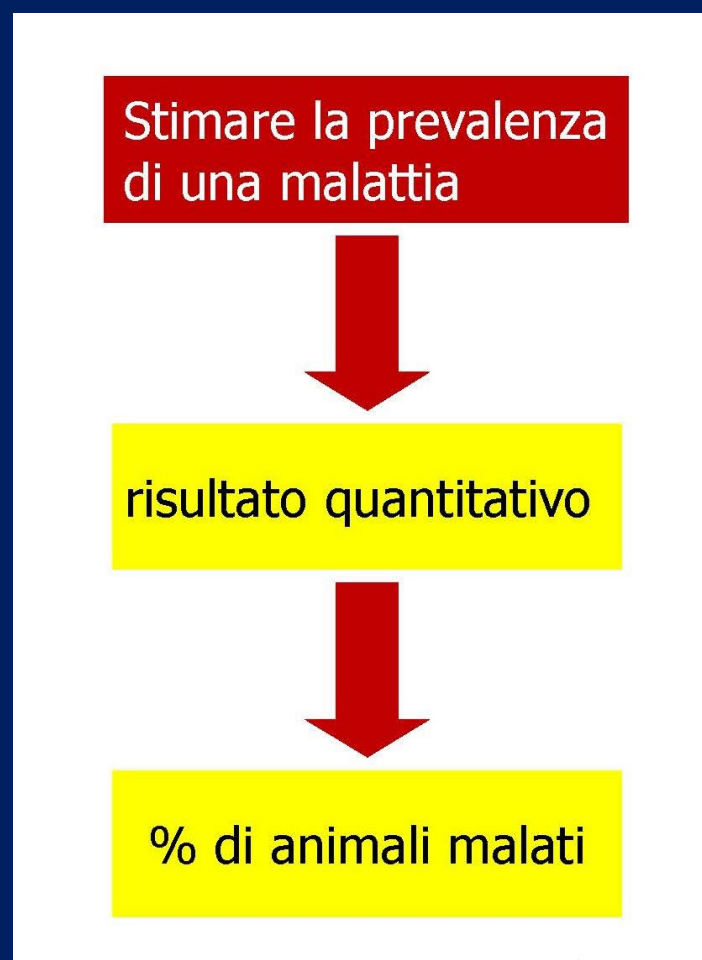 Stimare la prevalenza
di una malattia
risultato quantitativo
% di animali malati